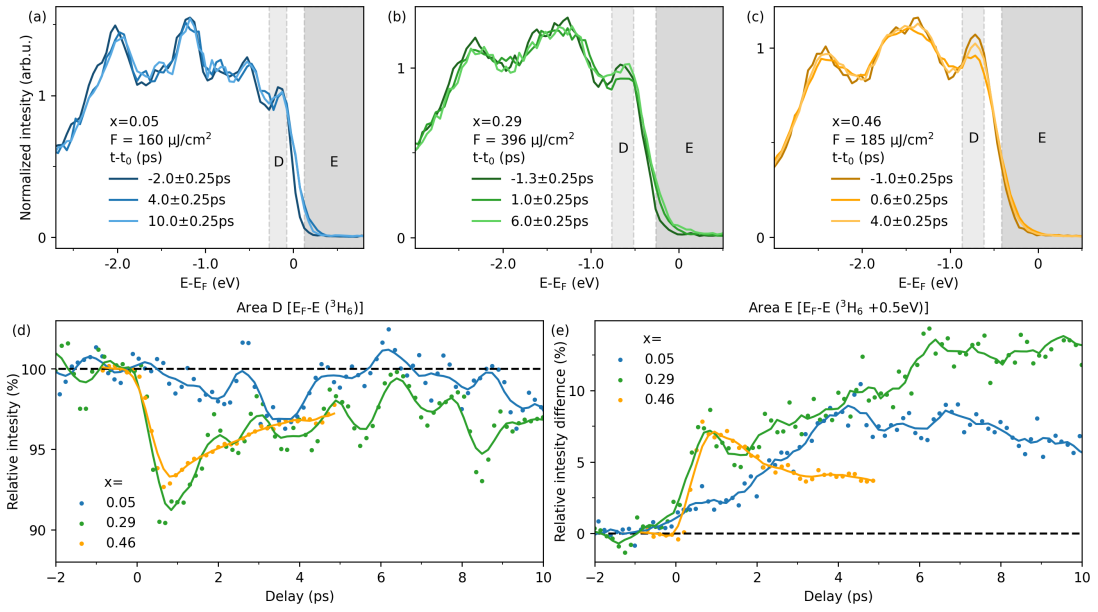 (a)
D
E
Normalized intesity (arb.u.)
1
0
x=0.05
F = 160 μJ/cm²
t-t₀ (ps)
-2.0±0.25ps
4.0±0.25ps
10.0±0.25ps
-2.0
-1.0
0
E-E_F (eV)
(b)
D
E
1
0
x=0.29
F = 396 μJ/cm²
t-t₀ (ps)
-1.3±0.25ps
1.0±0.25ps
6.0±0.25ps
-2.0
-1.0
0
E-E_F (eV)
(c)
D
E
1
0
x=0.46
F = 185 μJ/cm²
t-t₀ (ps)
-1.0±0.25ps
0.6±0.25ps
4.0±0.25ps
-2.0
-1.0
0
E-E_F (eV)
Area D [E_F-E (³H₆)]
(d)
Relative intesity (%)
100
95
90
x=
0.05
0.29
0.46
−2
0
2
4
6
8
10
Delay (ps)
Area E [E_F-E (³H₆ +0.5eV)]
(e)
Relative intesity differnce (%)
10
5
0
x=
0.05
0.29
0.46
−2
0
2
4
6
8
10
Delay (ps)